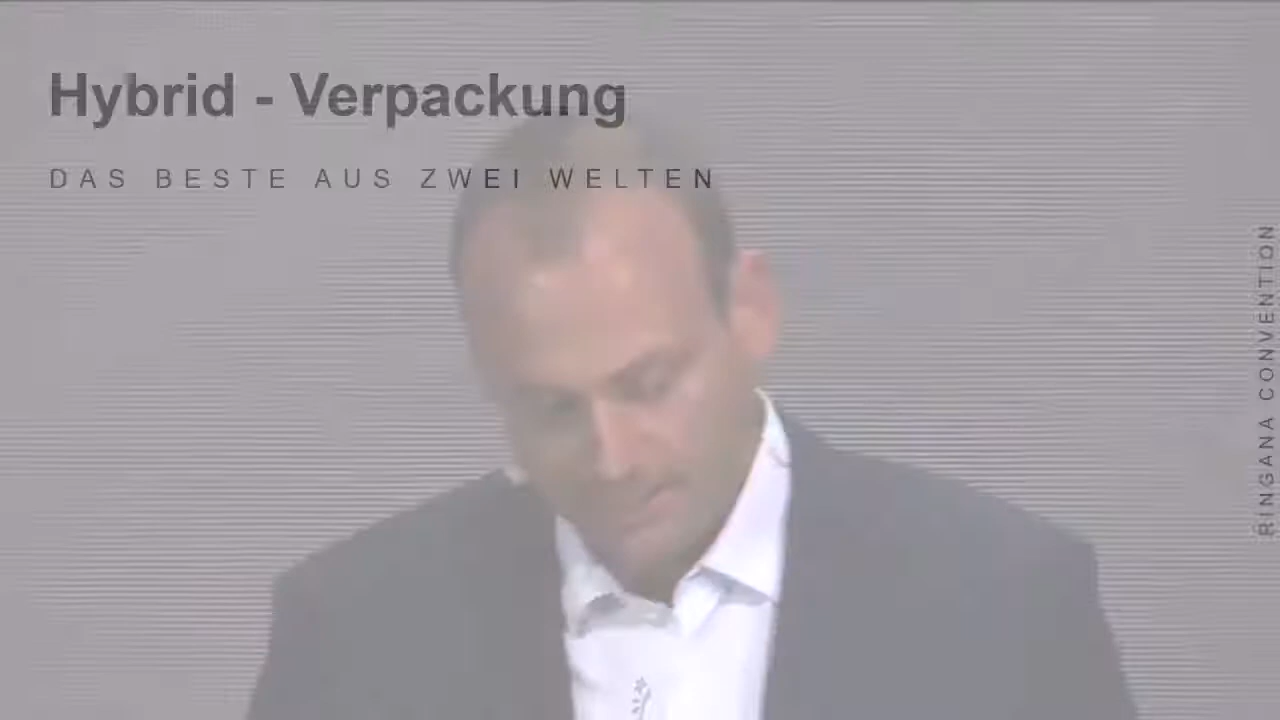 Hybrid - Verpackung
DAS BESTE AUS ZWEI WELTEN
RINGANA CONVENTION